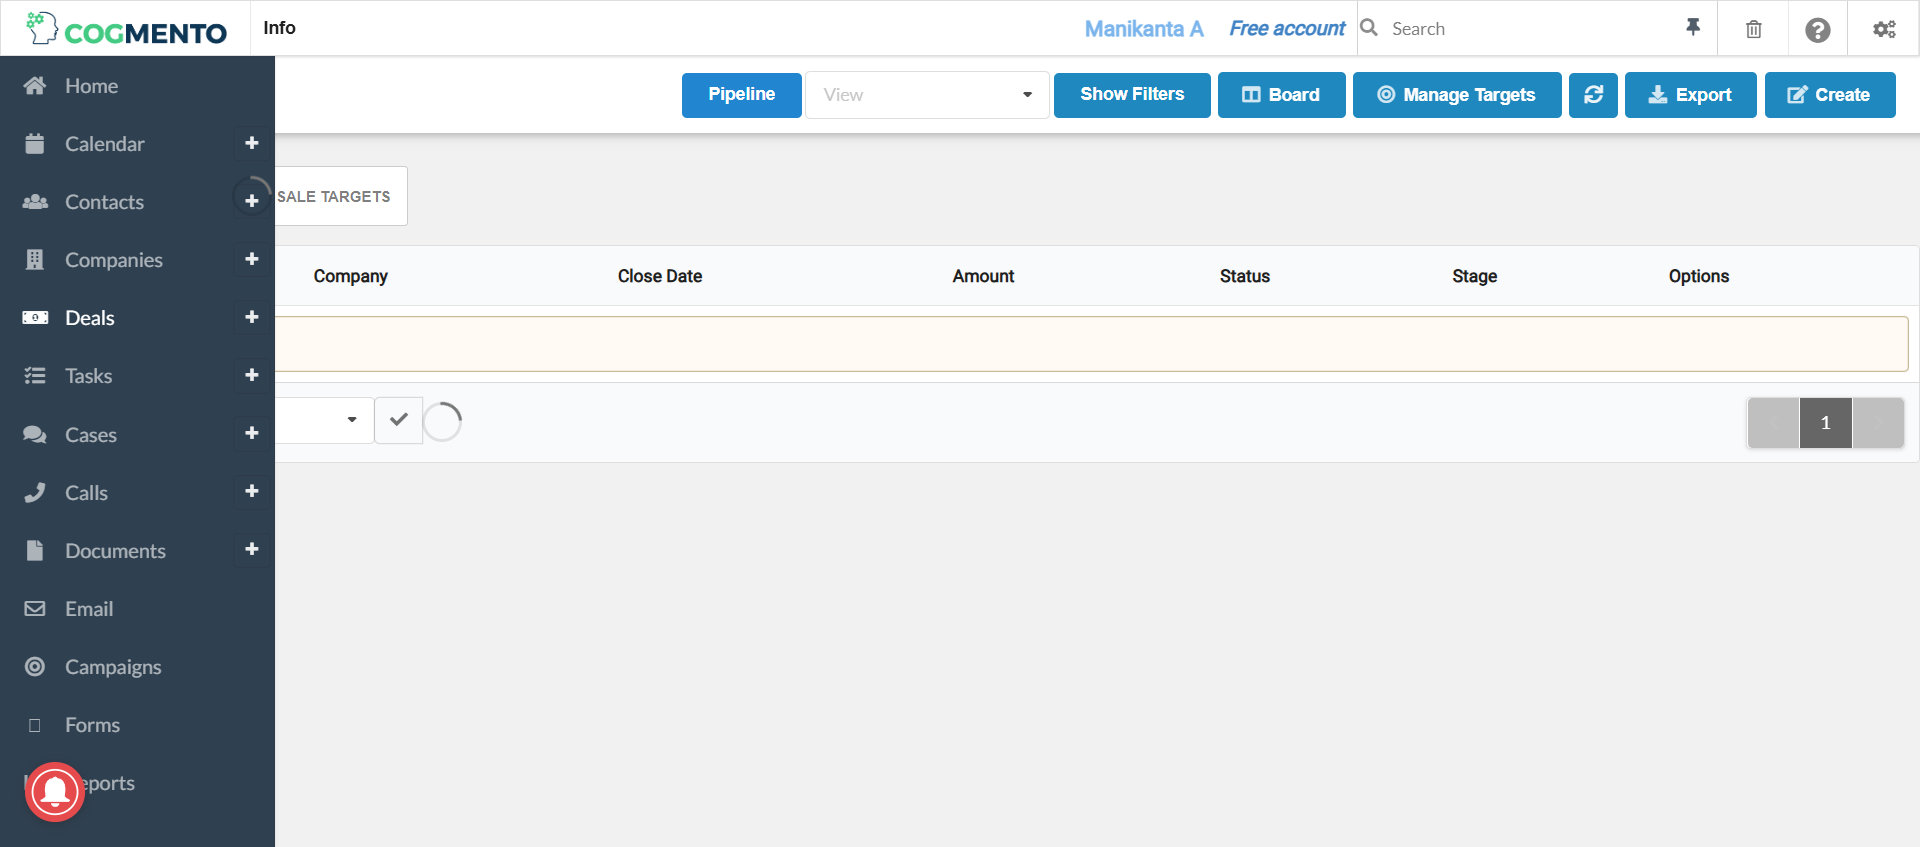 COGMENTO
Info
Manikanta A
Free account
Search
Home
Calendar
Contacts
Companies
Deals
Tasks
Cases
Calls
Documents
Email
Campaigns
Forms
eports
Pipeline
View
Show Filters
Board
Manage Targets
Export
Create
SALE TARGETS
Company
Close Date
Amount
Status
Stage
Options
1